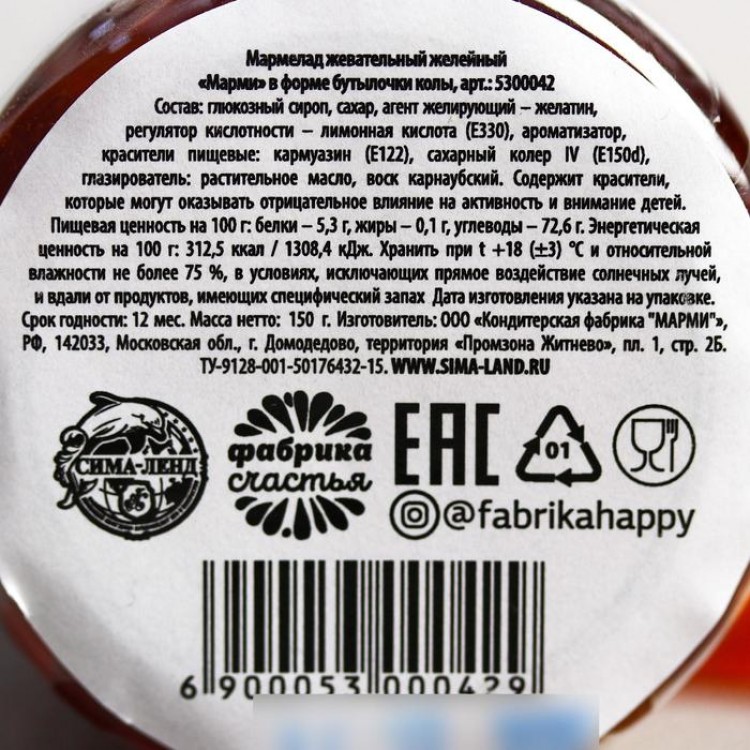 Мармелад жевательный желейный
«Марми» в форме бутылочки колы, арт.: 5300042
Состав: глюкозный сироп, сахар, агент желирующий – желатин,
регулятор кислотности – лимонная кислота (Е330), ароматизатор,
красители пищевые: кармуазин (Е122), сахарный колер IV (E150d),
глазирователь: растительное масло, воск карнаубский. Содержит красители,
которые могут оказывать отрицательное влияние на активность и внимание детей.
Пищевая ценность на 100 г: белки – 5,3 г, жиры – 0,1 г, углеводы – 72,6 г. Энергетическая
ценность на 100 г: 312,5 ккал / 1308,4 кДж. Хранить при t +18 (±3) °С и относительной
влажности не более 75 %, в условиях, исключающих прямое воздействие солнечных лучей,
и вдали от продуктов, имеющих специфический запах Дата изготовления указана на упаковке.
Срок годности: 12 мес. Масса нетто: 150 г. Изготовитель: ООО «Кондитерская фабрика "МАРМИ"»,
РФ, 142033, Московская обл., г. Домодедово, территория «Промзона Житнево», пл. 1, стр. 2Б.
ТУ-9128-001-50176432-15. WWW.SIMA-LAND.RU
СИМА-ЛЕНД
фабрика
счастья
EAC
01
@fabrikahappy
6 900053 000429